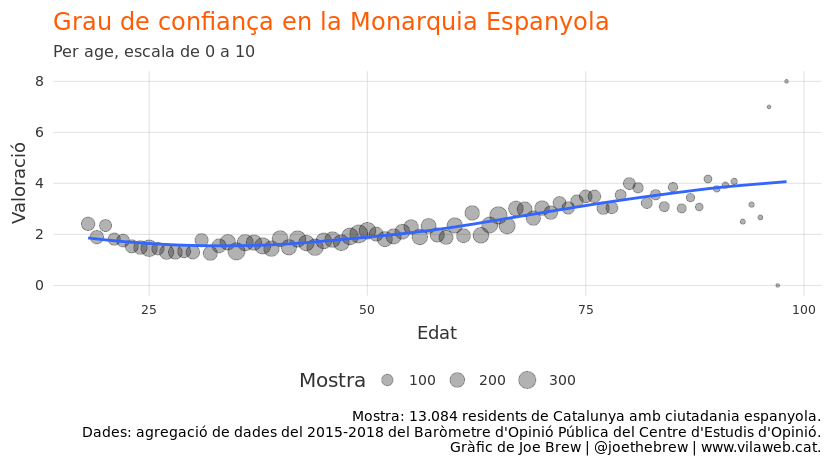 Grau de confiança en la Monarquia Espanyola
Per age, escala de 0 a 10
8
6
4
2
0
Valoració
25 50 75 100
Edat
Mostra 100 200 300
Mostra: 13.084 residents de Catalunya amb ciutadania espanyola.
Dades: agregació de dades del 2015-2018 del Baròmetre d'Opinió Pública del Centre d'Estudis d'Opinió.
Gràfic de Joe Brew | @joethebrew | www.vilaweb.cat.